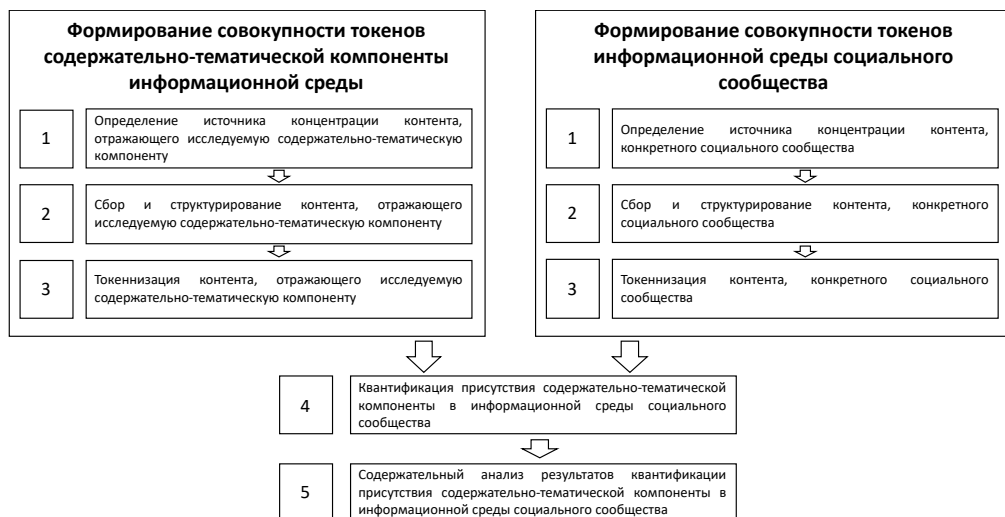 Формирование совокупности токенов
содержательно-тематической компоненты
информационной среды
1
Определение источника концентрации контента,
отражающего исследуемую содержательно-тематическую
компоненту
2
Сбор и структурирование контента, отражающего
исследуемую содержательно-тематическую компоненту
3
Токеннизация контента, отражающего исследуемую
содержательно-тематическую компоненту
Формирование совокупности токенов
информационной среды социального
сообщества
1
Определение источника концентрации контента,
конкретного социального сообщества
2
Сбор и структурирование контента, конкретного
социального сообщества
3
Токеннизация контента, конкретного социального
сообщества
4
Квантификация присутствия содержательно-тематической
компоненты в информационной среды социального
сообщества
5
Содержательный анализ результатов квантификации
присутствия содержательно-тематической компоненты в
информационной среды социального сообщества